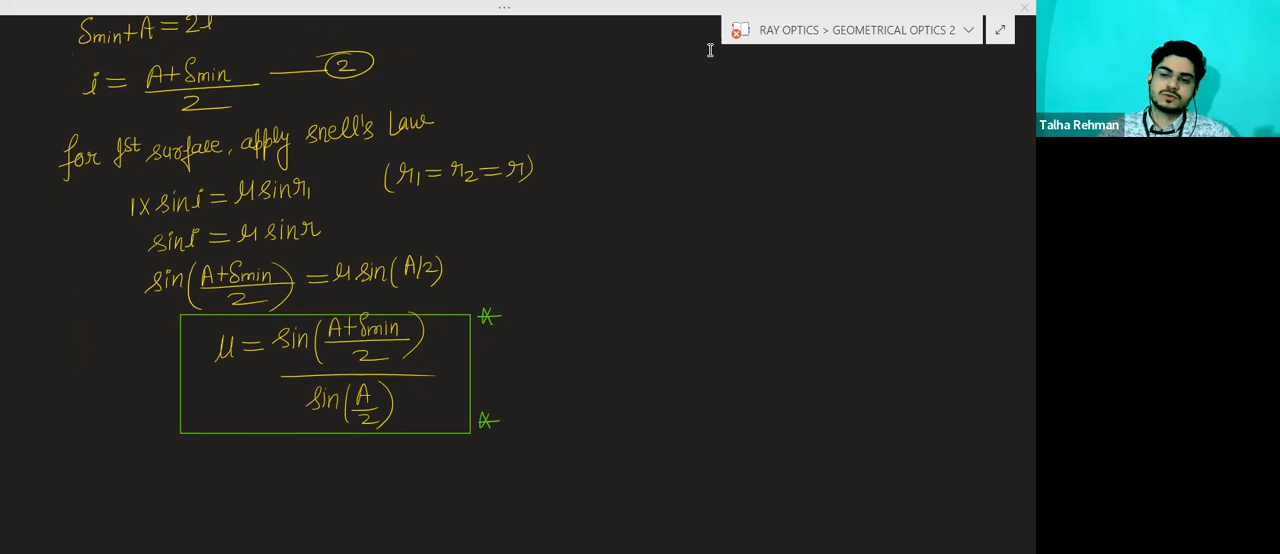 δmin+A = 2i
i = (A+δmin)/2 —— ②
for 1st surface, apply snell's Law
1× sin i = μ sin r₁ (r₁ = r₂ = r)
sin i = μ sin r
sin((A+δmin)/2) = μ sin(A/2)
μ = sin((A+δmin)/2) / sin(A/2)
RAY OPTICS > GEOMETRICAL OPTICS 2
Talha Rehman